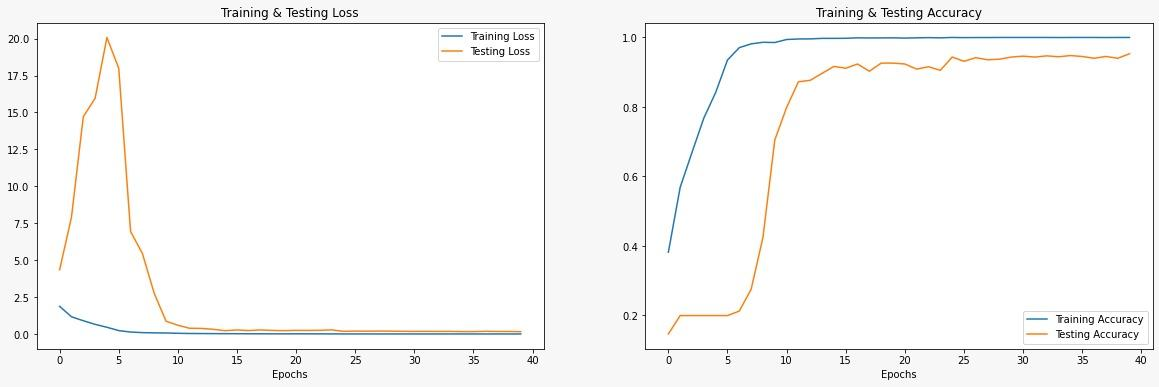 Training & Testing Loss
20.0
17.5
15.0
12.5
10.0
7.5
5.0
2.5
0.0
0 5 10 15 20 25 30 35 40
Epochs
Training Loss
Testing Loss
Training & Testing Accuracy
1.0
0.8
0.6
0.4
0.2
0 5 10 15 20 25 30 35 40
Epochs
Training Accuracy
Testing Accuracy